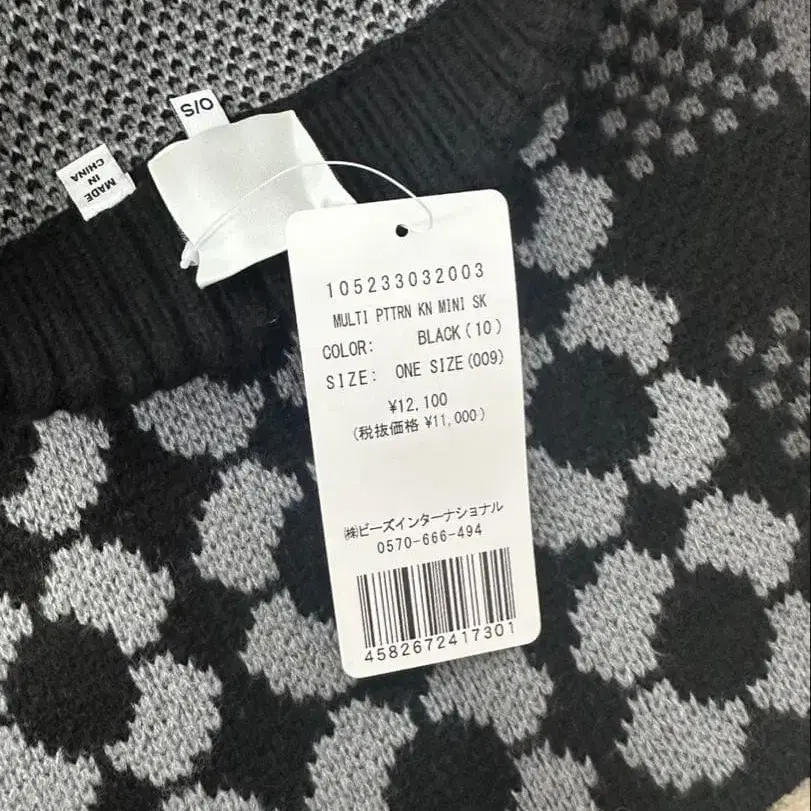 O/S
MADE
IN
CHINA
105233032003
MULTI PTTRN KN MINI SK
COLOR: BLACK(10)
SIZE: ONE SIZE(009)
¥12,100
(税抜価格 ¥11,000)
㈱ビーズインターナショナル
0570-666-494
4582672417301